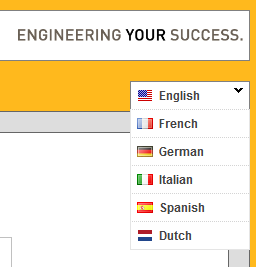 ENGINEERING YOUR SUCCESS.
English
French
German
Italian
Spanish
Dutch